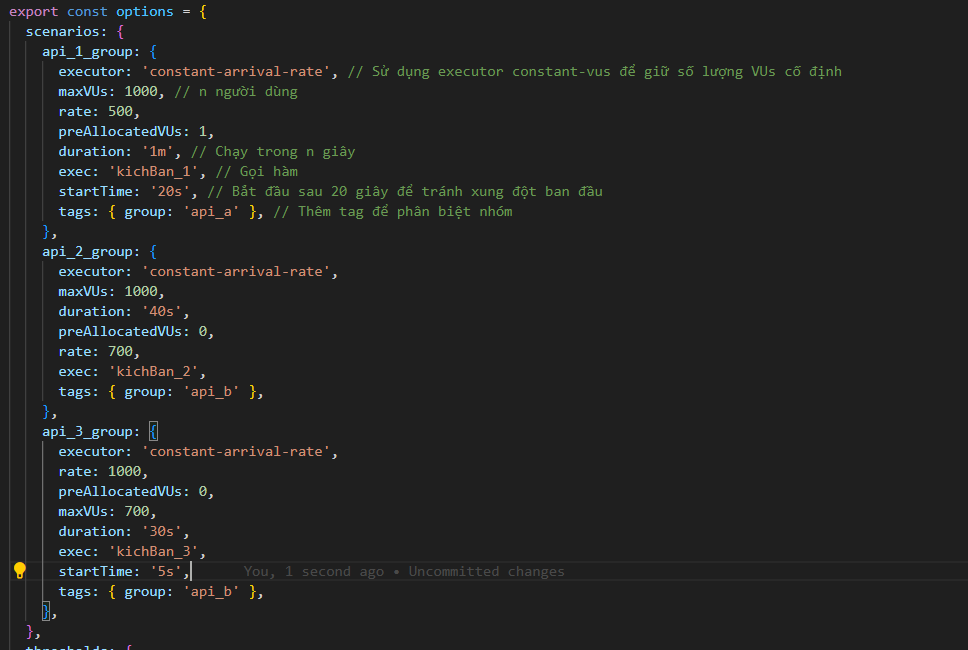 export const options = {
scenarios: {
api_1_group: {
executor: 'constant-arrival-rate', // Sử dụng executor constant-vus để giữ số lượng VUs cố định
maxVUs: 1000, // n người dùng
rate: 500,
preAllocatedVUs: 1,
duration: '1m', // Chạy trong n giây
exec: 'kichBan_1', // Gọi hàm
startTime: '20s', // Bắt đầu sau 20 giây để tránh xung đột ban đầu
tags: { group: 'api_a' }, // Thêm tag để phân biệt nhóm
},
api_2_group: {
executor: 'constant-arrival-rate',
maxVUs: 1000,
duration: '40s',
preAllocatedVUs: 0,
rate: 700,
exec: 'kichBan_2',
tags: { group: 'api_b' },
},
api_3_group: {
executor: 'constant-arrival-rate',
rate: 1000,
preAllocatedVUs: 0,
maxVUs: 700,
duration: '30s',
exec: 'kichBan_3',
startTime: '5s', You, 1 second ago • Uncommitted changes
tags: { group: 'api_b' },
},
},
thresholds: {